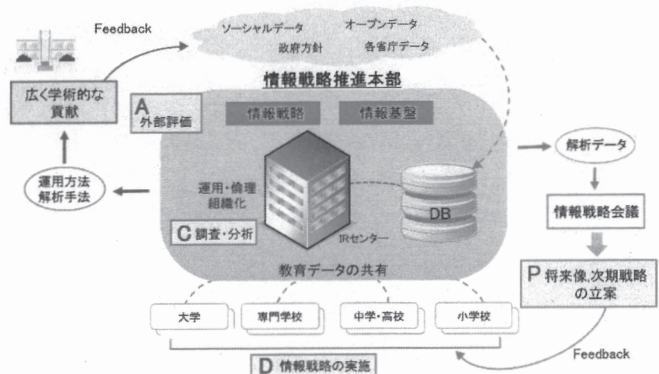 Feedback
ソーシャルデータ
オープンデータ
政府方針
各省庁データ
情報戦略推進本部
広く学術的な
貢献
A
外部評価
情報戦略
情報基盤
解析データ
運用方法
解析手法
運用・倫理
組織化
DB
情報戦略会議
C 調査・分析
IRセンター
教育データの共有
P 将来像、次期戦略
の立案
大学
専門学校
中学・高校
小学校
D 情報戦略の実施
Feedback